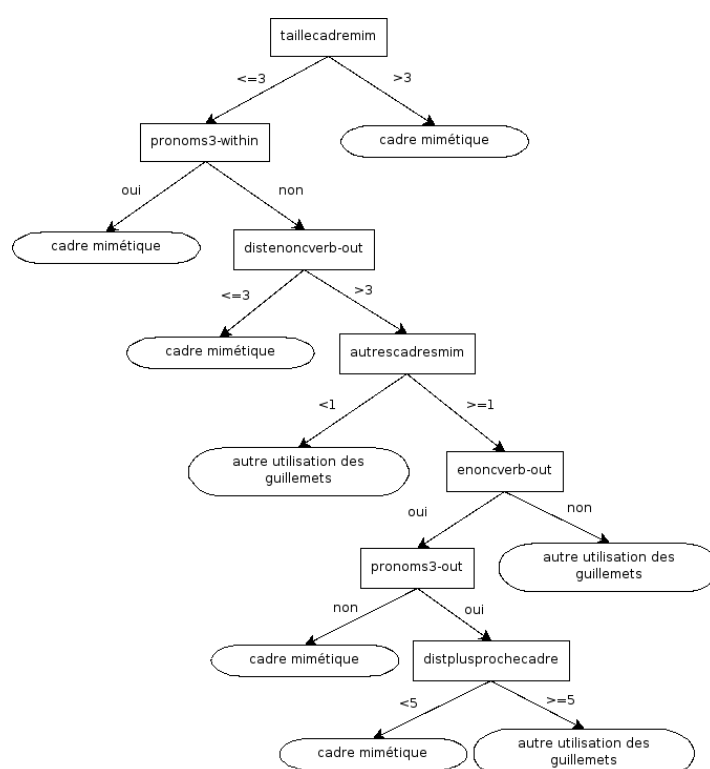 taillecadremim
<=3
>3
pronoms3-within
cadre mimétique
oui
non
cadre mimétique
distenoncverb-out
<=3
>3
cadre mimétique
autrescadresmim
<1
>=1
autre utilisation des
guillemets
enoncverb-out
oui
non
pronoms3-out
autre utilisation des
guillemets
non
oui
cadre mimétique
distplusprochecadre
<5
>=5
cadre mimétique
autre utilisation des
guillemets